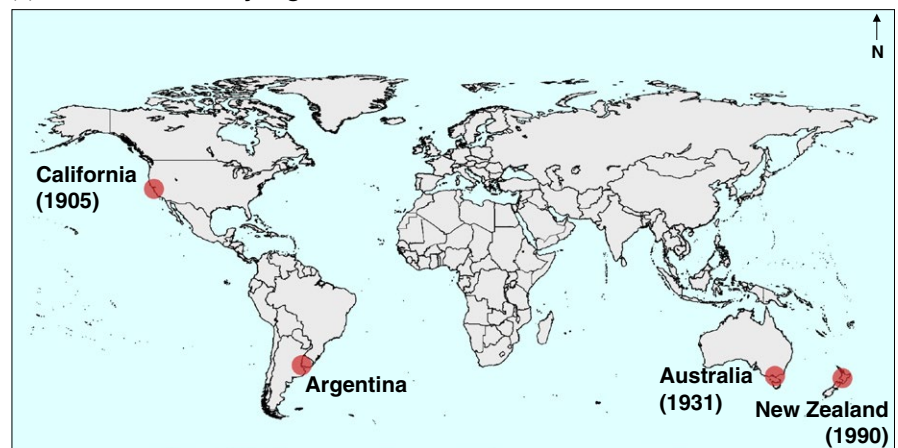 N
California
(1905)
Argentina
Australia
(1931)
New Zealand
(1990)